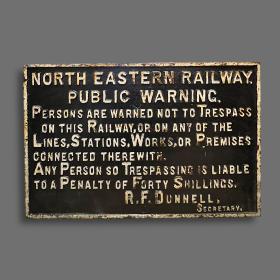 NORTH EASTERN RAILWAY.
PUBLIC WARNING.
PERSONS ARE WARNED NOT TO TRESPASS
ON THIS RAILWAY, OR ON ANY OF THE
LINES, STATIONS, WORKS, OR PREMISES
CONNECTED THEREWITH.
ANY PERSON SO TRESPASSING IS LIABLE
TO A PENALTY OF FORTY SHILLINGS.
R.F. DUNNELL,
SECRETARY.